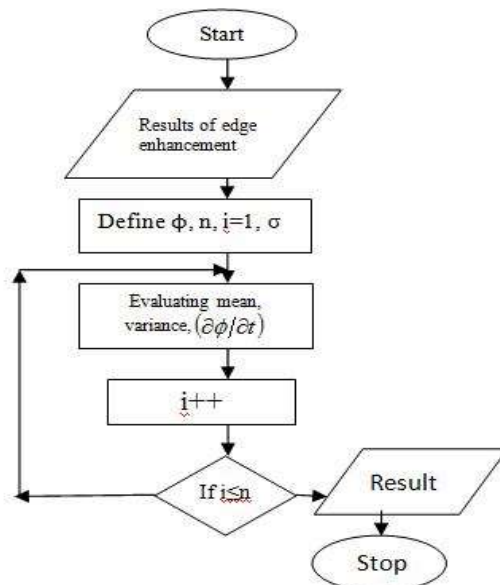 Start
Results of edge
enhancement
Define ϕ, n, i=1, σ
Evaluating mean,
variance, (∂ϕ/∂t)
i++
If i≤n
Result
Stop